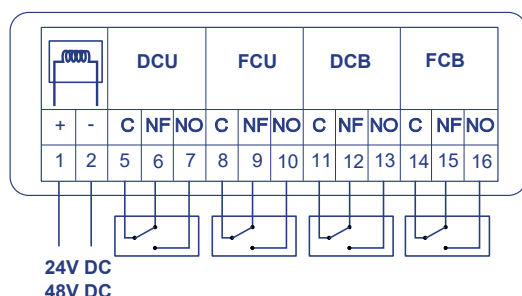 DCU FCU DCB FCB
+ - C NF NO C NF NO C NF NO C NF NO
1 2 5 6 7 8 9 10 11 12 13 14 15 16
24V DC
48V DC